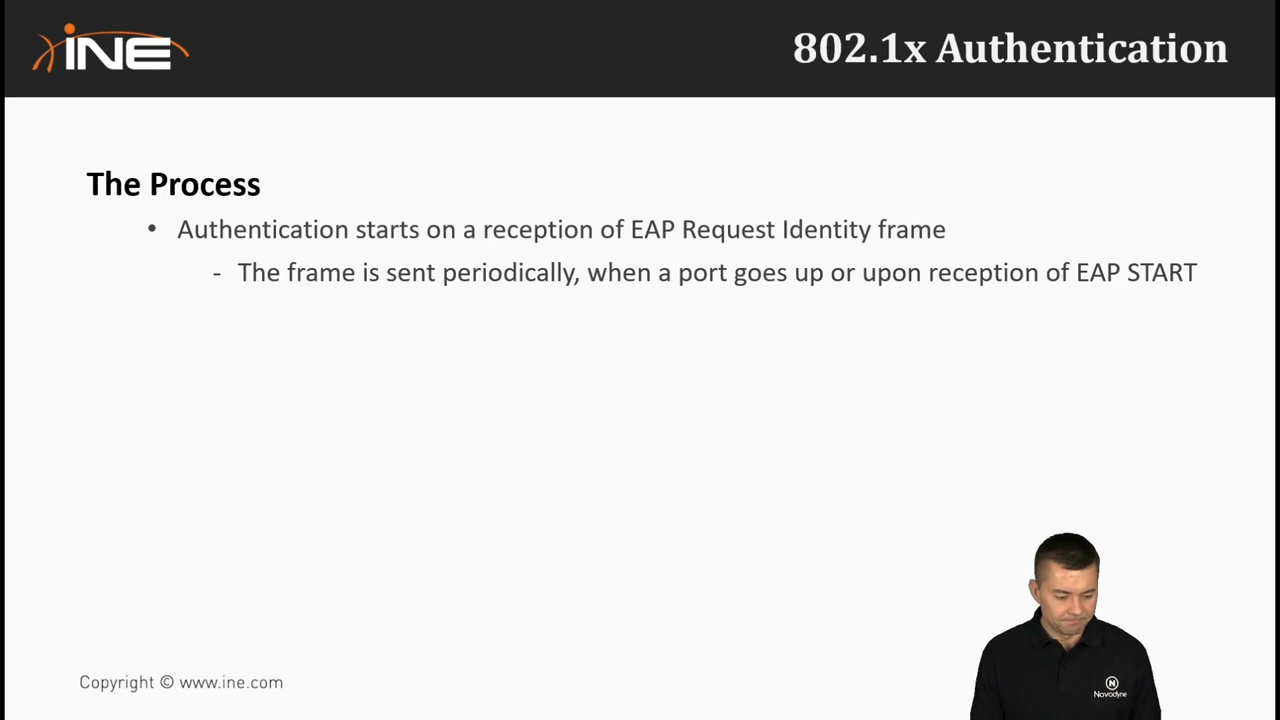 INE
802.1x Authentication
The Process
• Authentication starts on a reception of EAP Request Identity frame
- The frame is sent periodically, when a port goes up or upon reception of EAP START
N
Novodyne
Copyright © www.ine.com